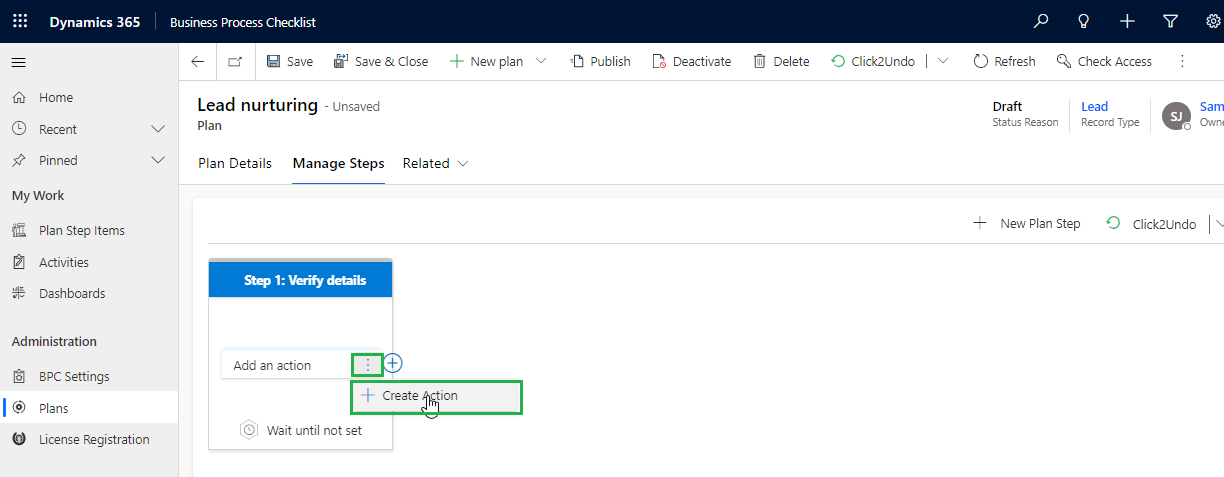 Dynamics 365 Business Process Checklist
Save Save & Close New plan Publish Deactivate Delete Click2Undo Refresh Check Access
Home
Recent
Pinned
My Work
Plan Step Items
Activities
Dashboards
Administration
BPC Settings
Plans
License Registration
Lead nurturing - Unsaved
Plan
Draft
Status Reason
Lead
Record Type
SJ
Sam
Owne
Plan Details Manage Steps Related
New Plan Step Click2Undo
Step 1: Verify details
Add an action
Create Action
Wait until not set